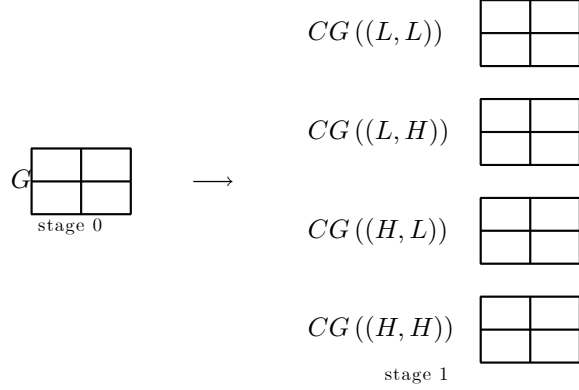 CG ((L, L))
CG ((L, H))
G
stage 0
CG ((H, L))
CG ((H, H))
stage 1